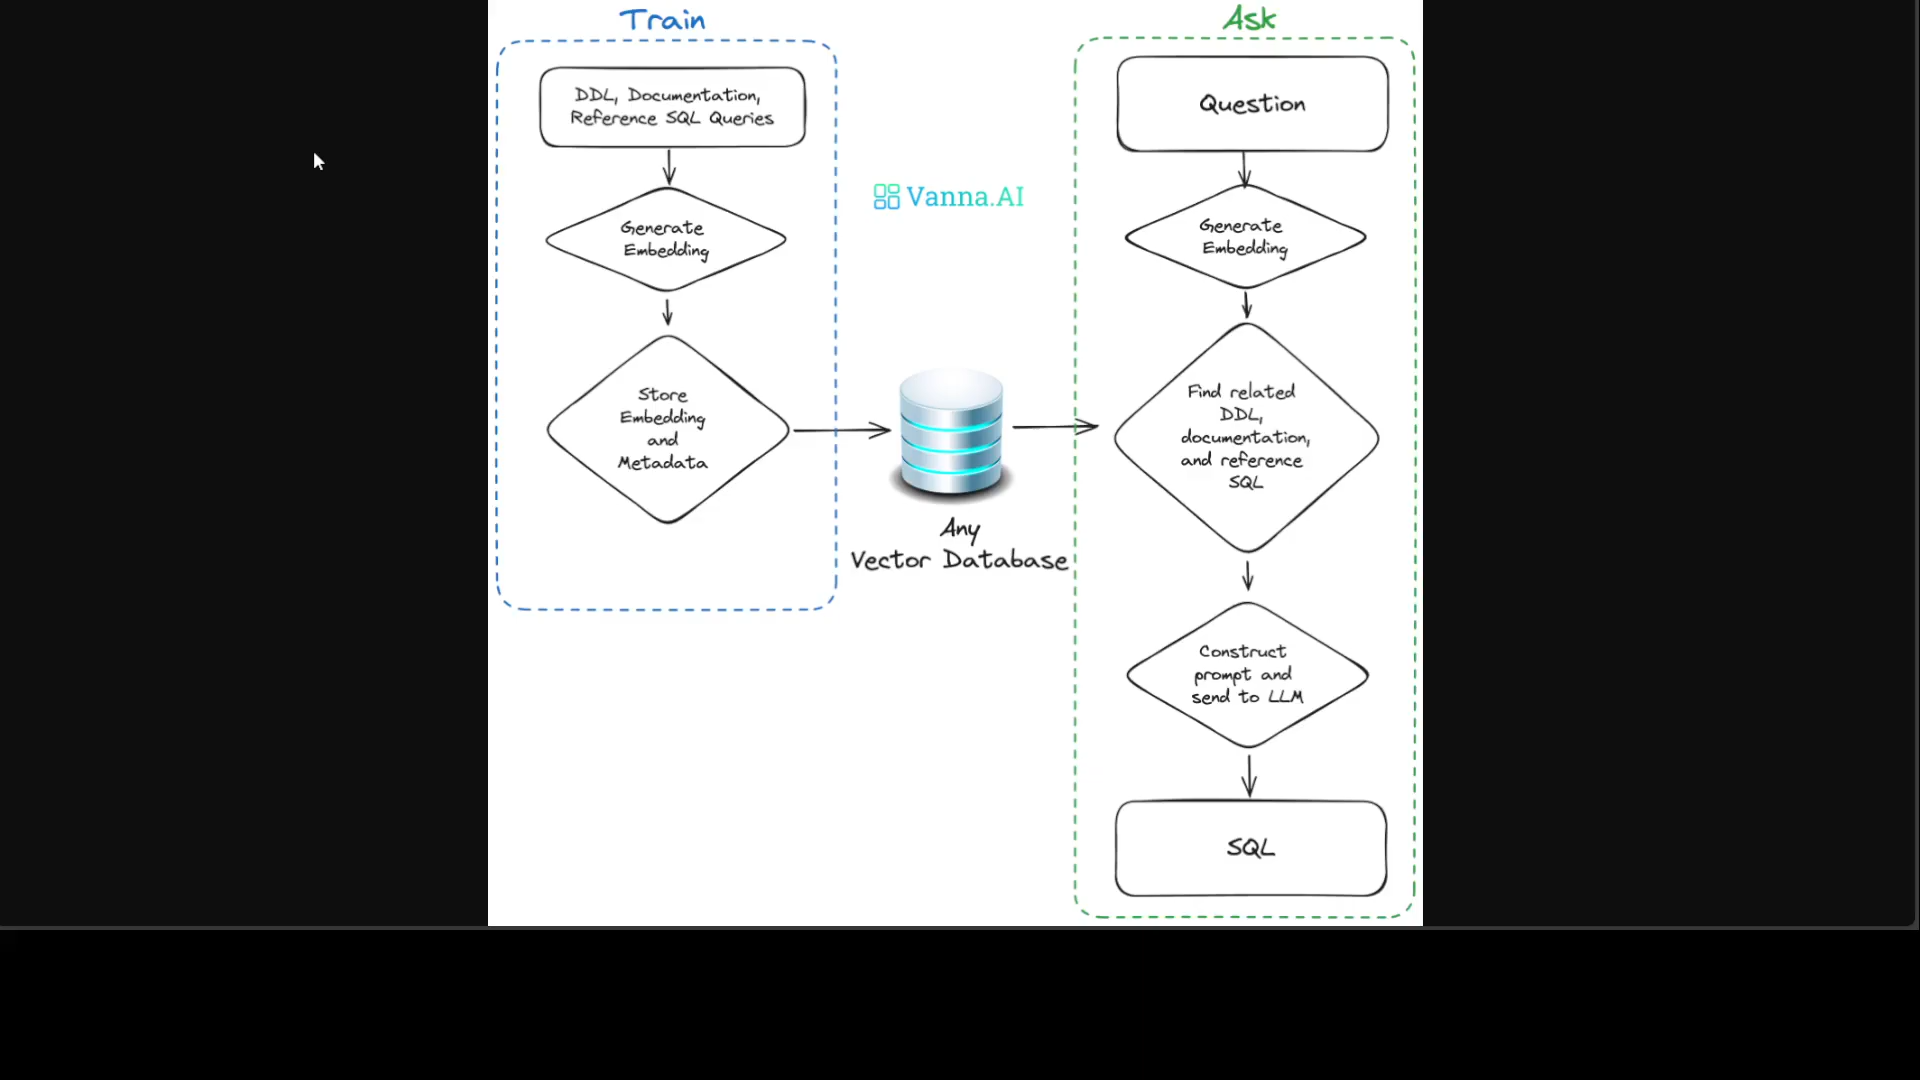 Train
DDL, Documentation,
Reference SQL Queries
Generate
Embedding
Store
Embedding
and
Metadata
Vanna.AI
Any
Vector Database
Ask
Question
Generate
Embedding
Find related
DDL,
documentation,
and reference
SQL
Construct
prompt and
send to LLM
SQL